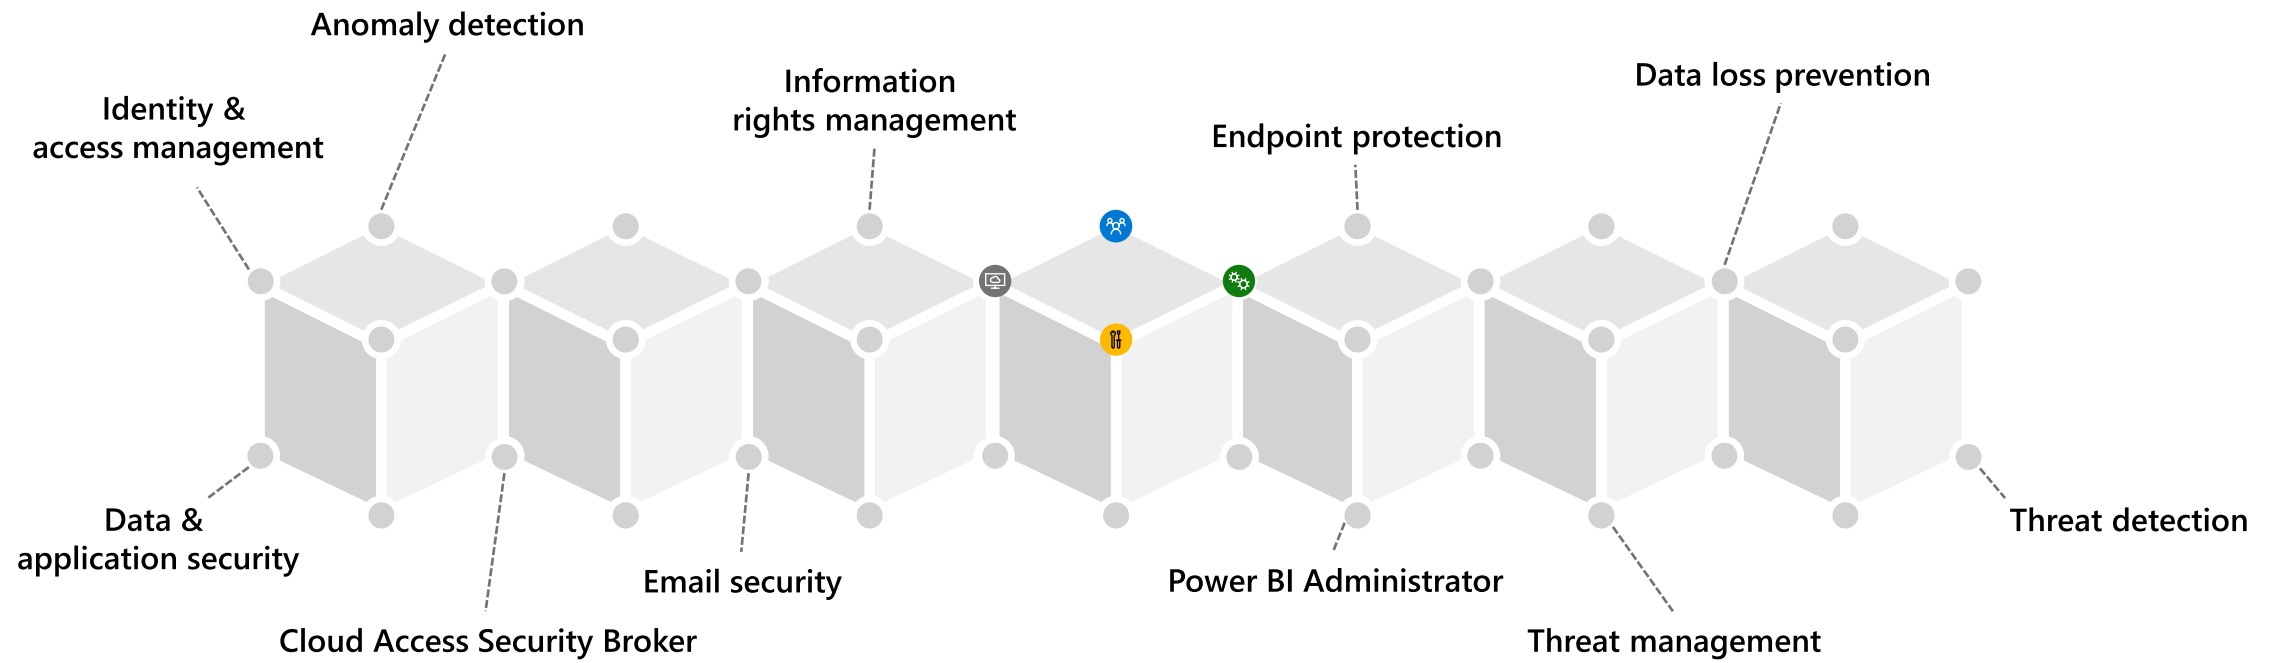 Anomaly detection
Identity &
access management
Information
rights management
Endpoint protection
Data loss prevention
Data &
application security
Cloud Access Security Broker
Email security
Power BI Administrator
Threat management
Threat detection